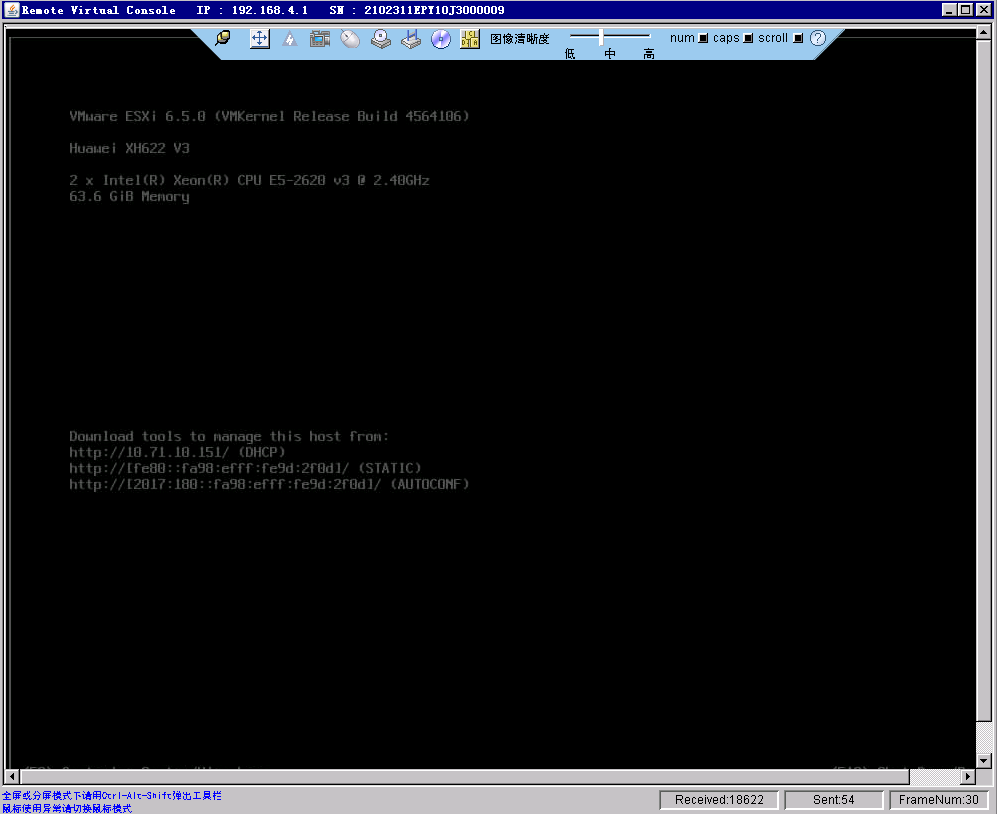 Remote Virtual Console IP : 192.168.4.1 SN : 2102311EPY10J3000009
图像清晰度
低 中 高
num caps scroll ?
VMware ESXi 6.5.0 (VMKernel Release Build 4564106)
Huawei XH622 V3
2 x Intel(R) Xeon(R) CPU E5-2620 v3 @ 2.40GHz
63.6 GiB Memory
Download tools to manage this host from:
http://10.71.10.151/ (DHCP)
http://[fe80::fa98:efff:fe9d:2f0d]/ (STATIC)
http://[2017:180::fa98:efff:fe9d:2f0d]/ (AUTOCONF)
全屏或分屏模式下请用Ctrl-Alt-Shift弹出工具栏
鼠标使用异常请切换鼠标模式
Received:18622 Sent:54 FrameNum:30